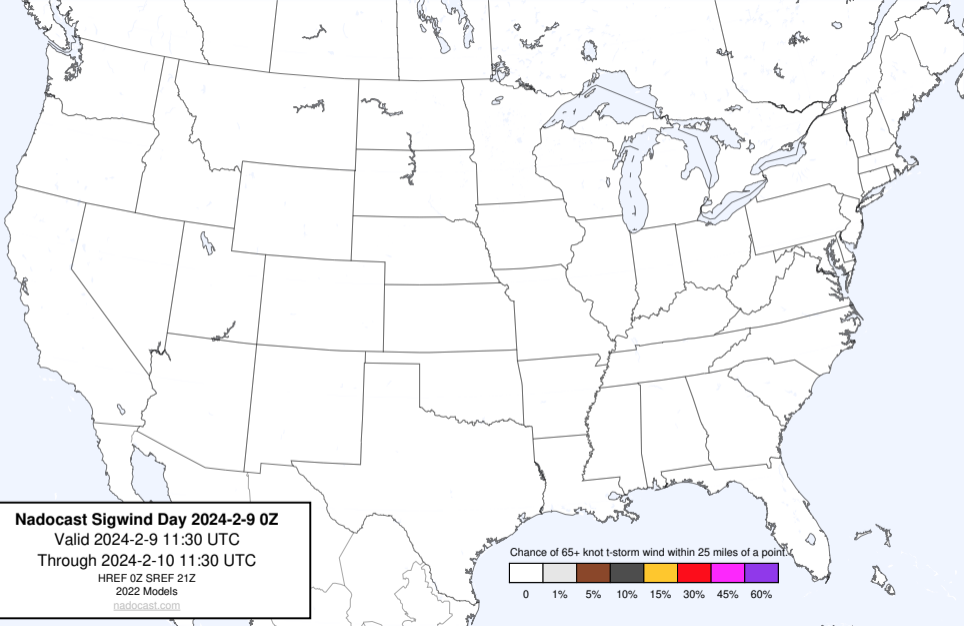 Nadocast Sigwind Day 2024-2-9 0Z
Valid 2024-2-9 11:30 UTC
Through 2024-2-10 11:30 UTC
HREF 0Z SREF 21Z
2022 Models
nadocast.com
Chance of 65+ knot t-storm wind within 25 miles of a point.
0 1% 5% 10% 15% 30% 45% 60%